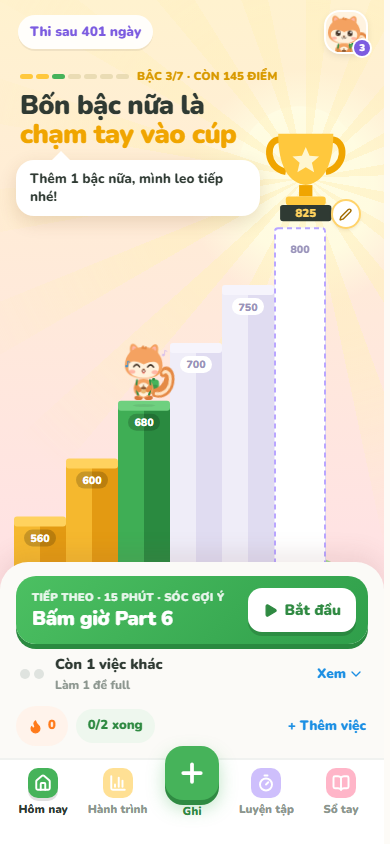 Thi sau 401 ngày
3
BẬC 3/7 · CÒN 145 ĐIỂM
Bốn bậc nữa là
chạm tay vào cúp
Thêm 1 bậc nữa, mình leo tiếp
nhé!
825
800
750
700
680
600
560
TIẾP THEO · 15 PHÚT · SÓC GỢI Ý
Bấm giờ Part 6
Bắt đầu
Còn 1 việc khác
Làm 1 đề full
Xem
0
0/2 xong
+ Thêm việc
Hôm nay
Hành trình
Ghi
Luyện tập
Sổ tay